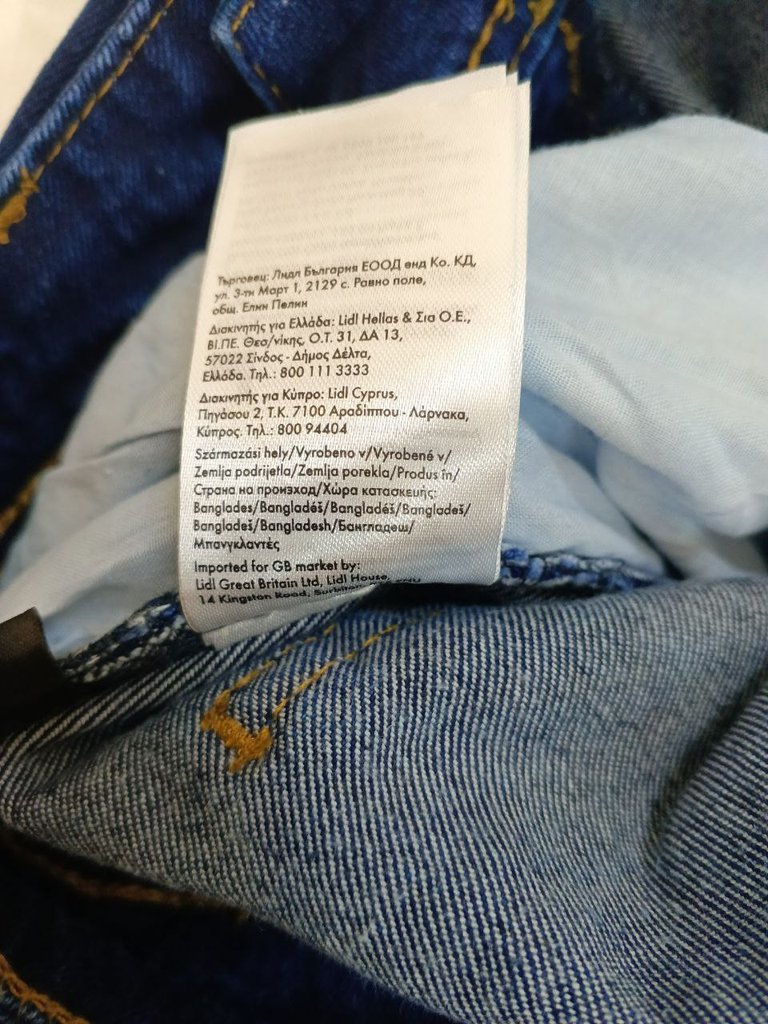 Търговец: Лидл България ЕООД енд Ко. КД,
ул. 3-ти Март 1, 2129 с. Равно поле,
общ. Елин Пелин
Διακινητής για Ελλάδα: Lidl Hellas & Σια Ο.Ε.,
ΒΙ.ΠΕ. Θεσ/νίκης, Ο.Τ. 31, ΔΑ 13,
57022 Σίνδος - Δήμος Δέλτα,
Ελλάδα. Τηλ.: 800 111 3333
Διακινητής για Κύπρο: Lidl Cyprus,
Πηγάσου 2, Τ.Κ. 7100 Αραδίππου - Λάρνακα,
Κύπρος. Τηλ.: 800 94404
Származási hely/Vyrobeno v/Vyrobené v/
Zemlja podrijetla/Zemlja porekla/Produs în/
Страна на произход/Χώρα κατασκευής:
Banglades/Bangladéš/Bangladéš/Bangladeš/
Bangladeš/Bangladesh/Бангладеш/
Μπανγκλαντές
Imported for GB market by:
Lidl Great Britain Ltd, Lidl House,
14 Kingston Road, Surbiton,